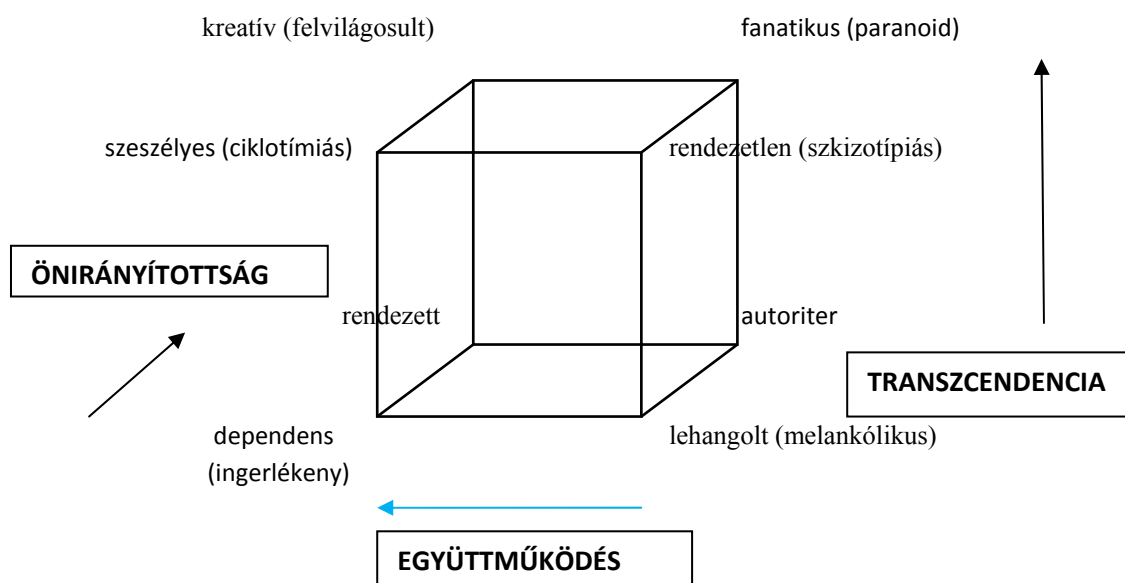 kreatív (felvilágosult)
fanatikus (paranoid)
szeszélyes (ciklotímiás)
rendezetlen (szkizotípiás)
ÖNIRÁNYÍTOTTSÁG
rendezett
autoriter
TRANSZCENDENCIA
dependens
(ingerlékeny)
lehangolt (melankólikus)
EGYÜTTMŰKÖDÉS